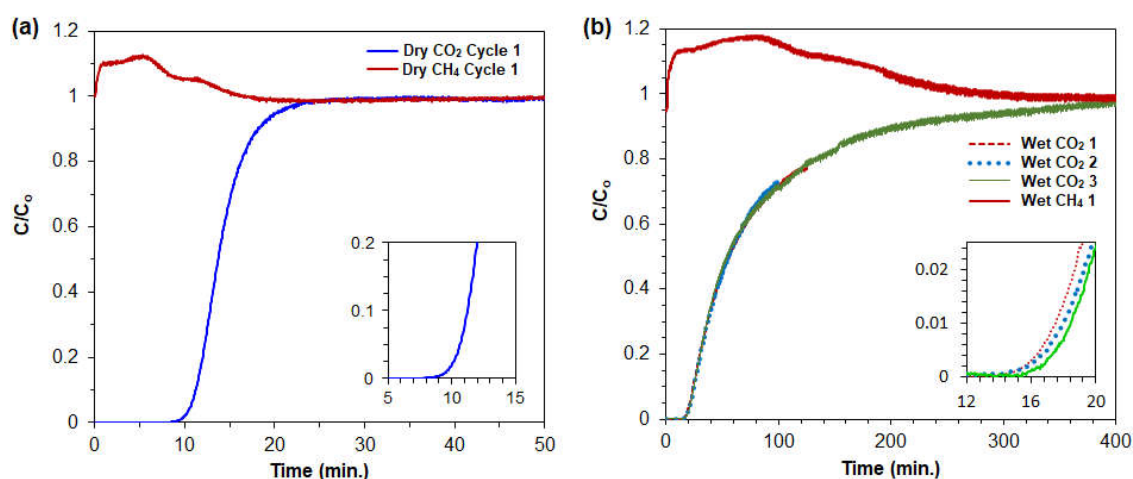 (a)
1.2
1
0.8
0.6
0.4
0.2
0
C/Co
0 10 20 30 40 50
Time (min.)
Dry CO2 Cycle 1
Dry CH4 Cycle 1
0.2
0.1
0
5 10 15
(b)
1.2
1
0.8
0.6
0.4
0.2
0
C/Co
0 100 200 300 400
Time (min.)
Wet CO2 1
Wet CO2 2
Wet CO2 3
Wet CH4 1
0.02
0.01
0
12 16 20